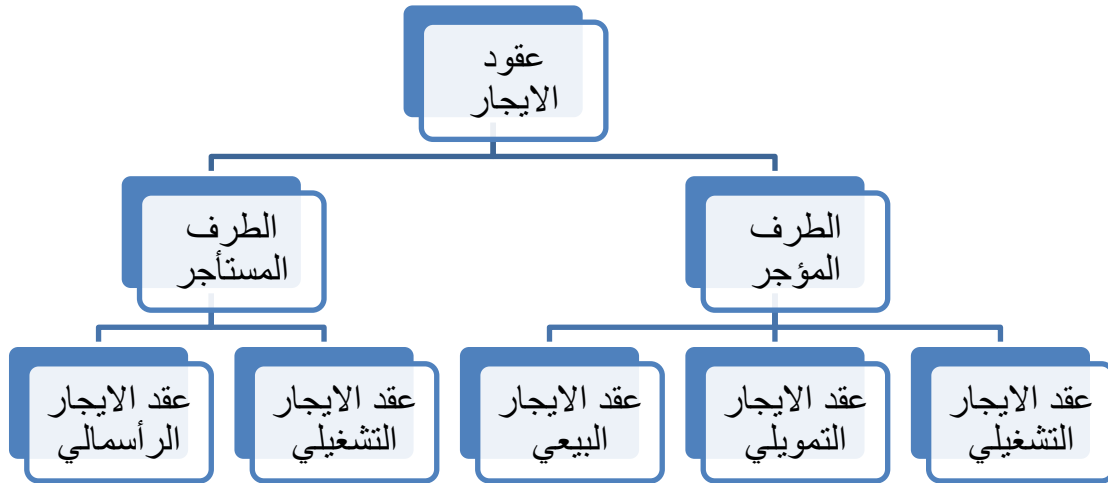 عقود
الايجار
الطرف
المؤجر
الطرف
المستأجر
عقد الايجار
التشغيلي
عقد الايجار
التمويلي
عقد الايجار
البيعي
عقد الايجار
التشغيلي
عقد الايجار
الرأسمالي